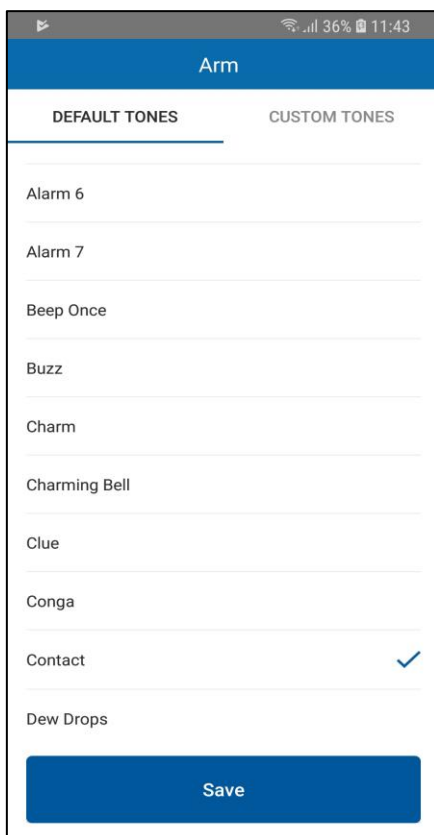 36% 11:43
Arm
DEFAULT TONES CUSTOM TONES
Alarm 6
Alarm 7
Beep Once
Buzz
Charm
Charming Bell
Clue
Conga
Contact
Dew Drops
Save